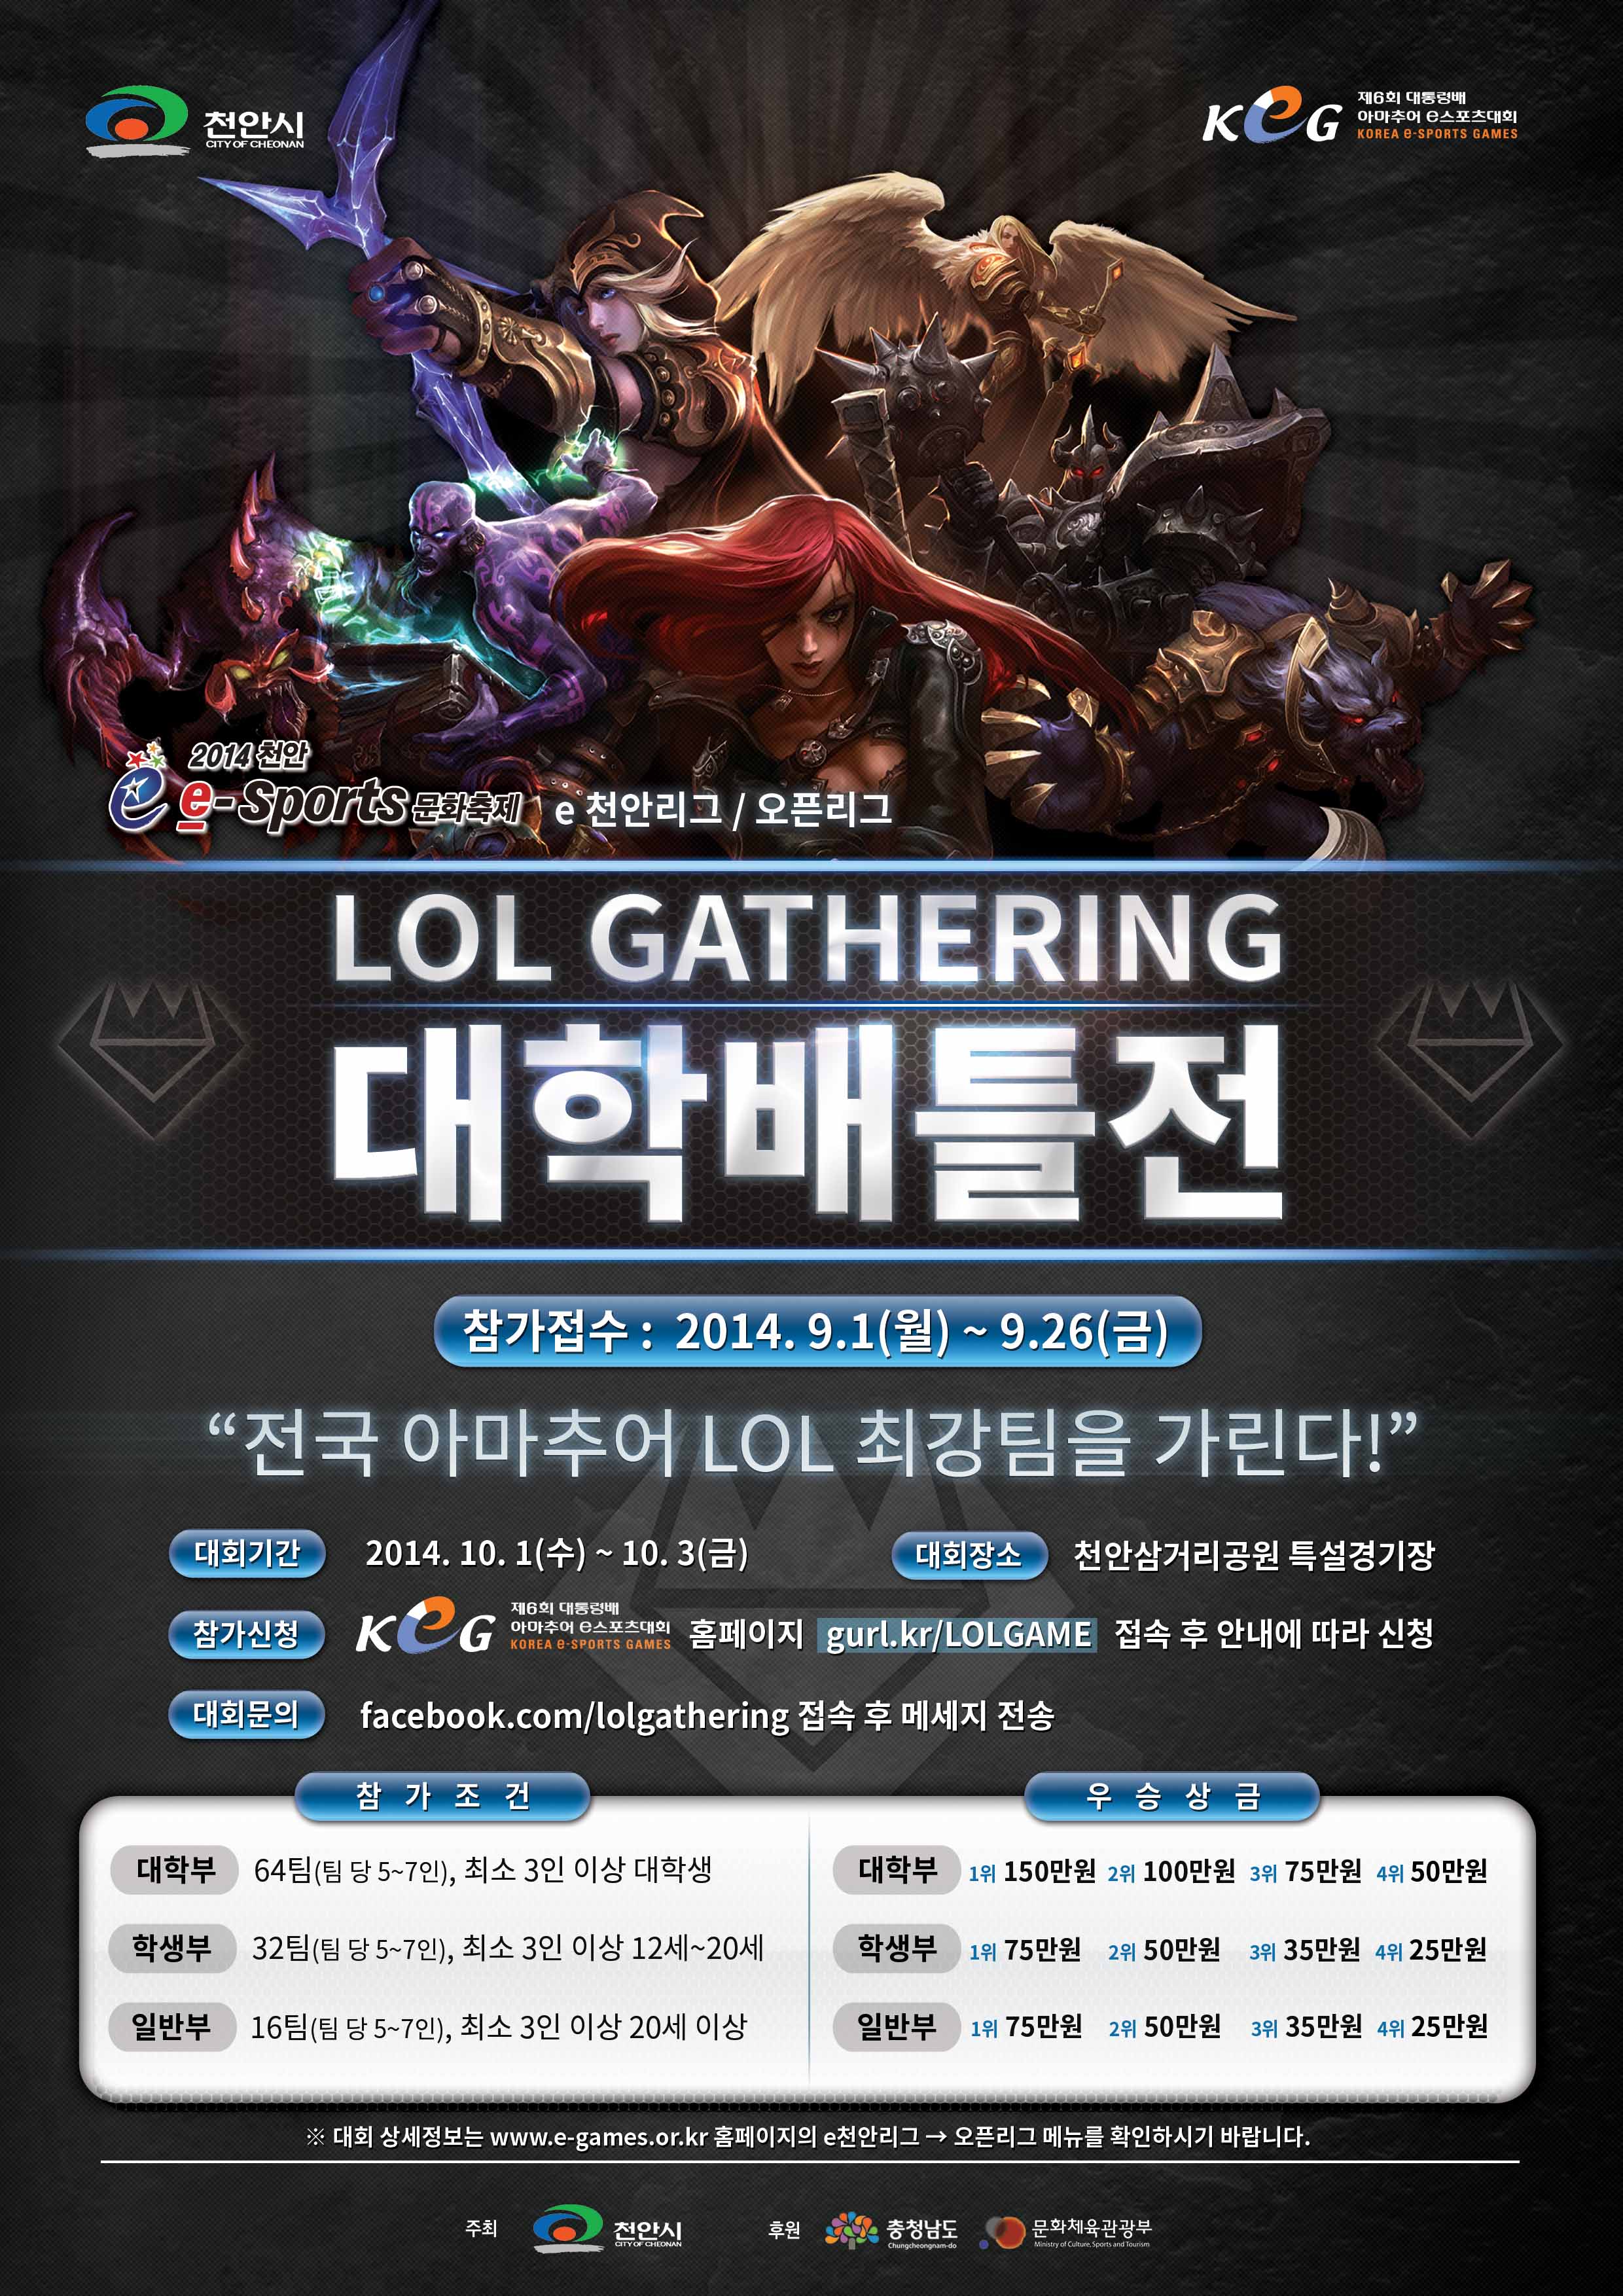 천안시
CITY OF CHEONAN
KeG 제6회 대통령배
아마추어 e스포츠대회
KOREA e-SPORTS GAMES
2014 천안
e e-Sports 문화축제 e 천안리그 / 오픈리그
LOL GATHERING
대학배틀전
참가접수 : 2014. 9.1(월) ~ 9.26(금)
“전국 아마추어 LOL 최강팀을 가린다!”
대회기간 2014. 10. 1(수) ~ 10. 3(금) 대회장소 천안삼거리공원 특설경기장
참가신청 KeG 제6회 대통령배 아마추어 e스포츠대회 KOREA e-SPORTS GAMES 홈페이지 gurl.kr/LOLGAME 접속 후 안내에 따라 신청
대회문의 facebook.com/lolgathering 접속 후 메세지 전송
참 가 조 건
대학부 64팀(팀 당 5~7인), 최소 3인 이상 대학생
학생부 32팀(팀 당 5~7인), 최소 3인 이상 12세~20세
일반부 16팀(팀 당 5~7인), 최소 3인 이상 20세 이상
우 승 상 금
대학부 1위 150만원 2위 100만원 3위 75만원 4위 50만원
학생부 1위 75만원 2위 50만원 3위 35만원 4위 25만원
일반부 1위 75만원 2위 50만원 3위 35만원 4위 25만원
※ 대회 상세정보는 www.e-games.or.kr 홈페이지의 e천안리그 → 오픈리그 메뉴를 확인하시기 바랍니다.
주최 천안시 CITY OF CHEONAN 후원 충청남도 Chungcheongnam-do 문화체육관광부 Ministry of Culture, Sports and Tourism